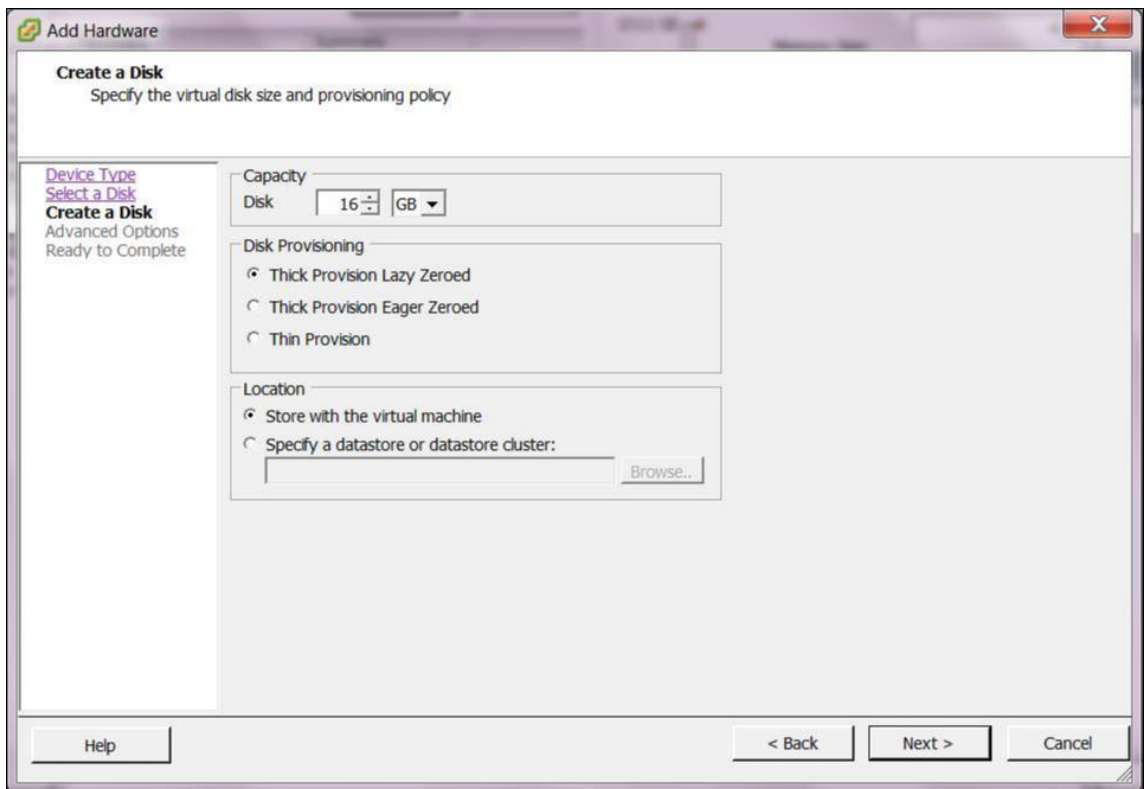 Add Hardware
Create a Disk
Specify the virtual disk size and provisioning policy
Device Type
Select a Disk
Create a Disk
Advanced Options
Ready to Complete
Capacity
Disk 16 GB
Disk Provisioning
Thick Provision Lazy Zeroed
Thick Provision Eager Zeroed
Thin Provision
Location
Store with the virtual machine
Specify a datastore or datastore cluster:
Browse..
Help < Back Next > Cancel